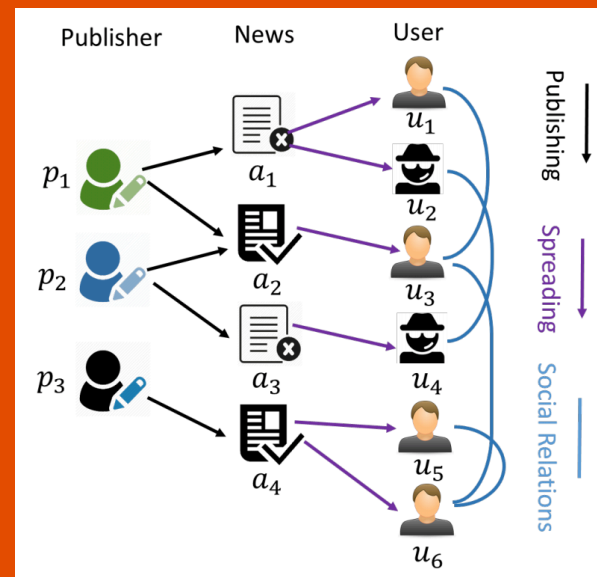 Publisher
News
User
p₁
p₂
p₃
a₁
a₂
a₃
a₄
u₁
u₂
u₃
u₄
u₅
u₆
Publishing
Spreading
Social Relations